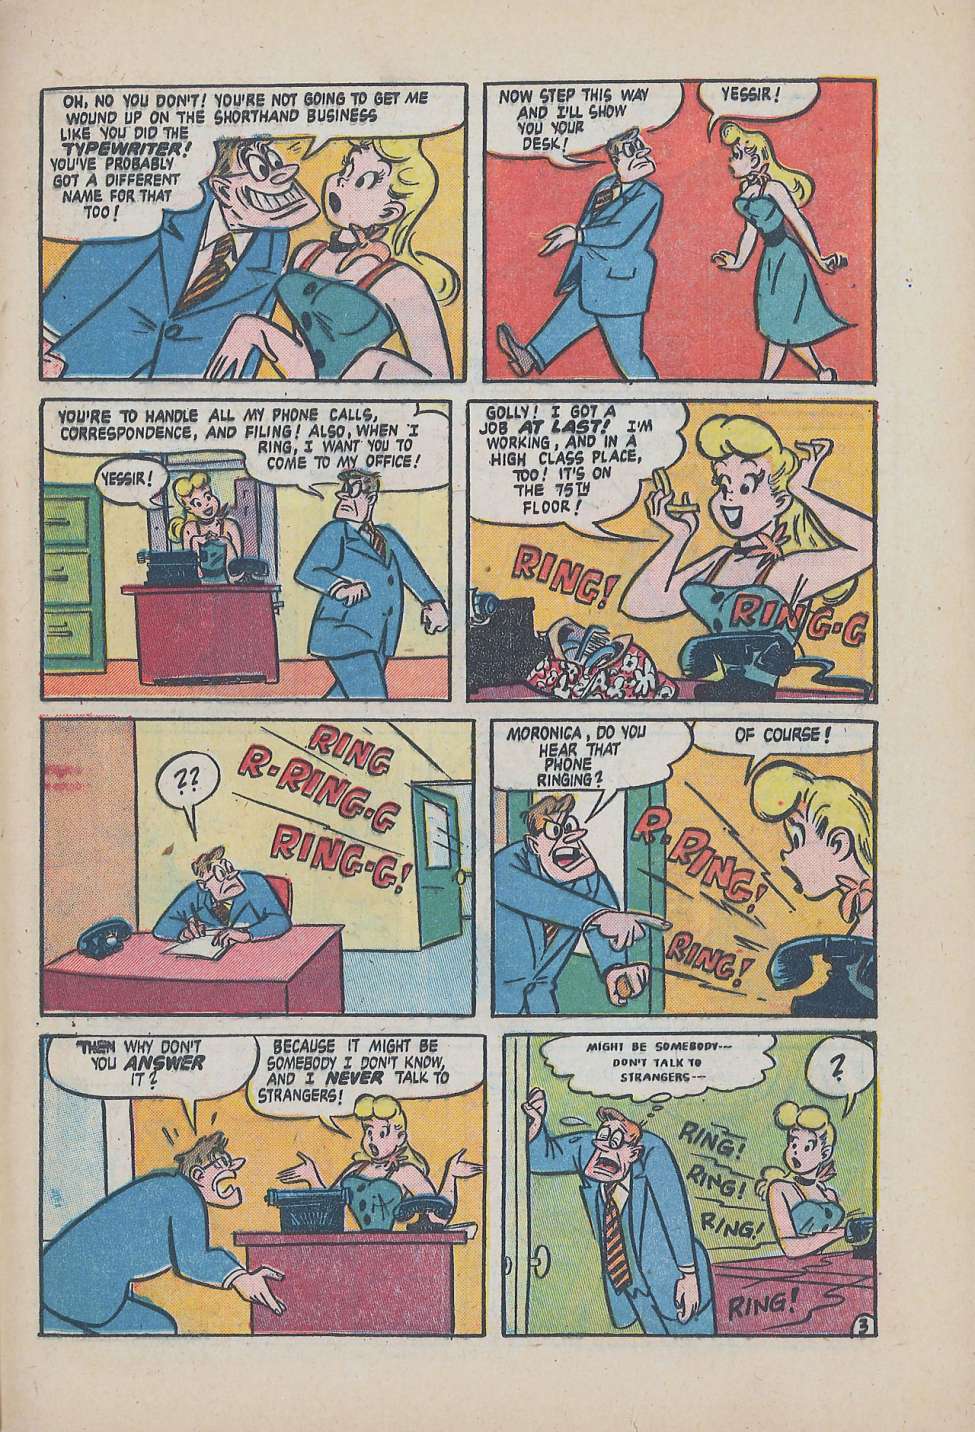 OH, NO YOU DON'T! YOU'RE NOT GOING TO GET ME
WOUND UP ON THE SHORTHAND BUSINESS
LIKE YOU DID THE
TYPEWRITER!
YOU'VE PROBABLY
GOT A DIFFERENT
NAME FOR THAT
TOO!
NOW STEP THIS WAY
AND I'LL SHOW
YOU YOUR
DESK!
YESSIR!
YOU'RE TO HANDLE ALL MY PHONE CALLS,
CORRESPONDENCE, AND FILING! ALSO, WHEN I
RING, I WANT YOU TO
COME TO MY OFFICE!
YESSIR!
GOLLY! I GOT A
JOB AT LAST! I'M
WORKING, AND IN A
HIGH CLASS PLACE,
TOO! IT'S ON
THE 75TH
FLOOR!
RING!
RING-G
RING
R-RING-G
RING-G!
??
MORONICA, DO YOU
HEAR THAT
PHONE
RINGING?
OF COURSE!
R-RING!
RING!
THEN WHY DON'T
YOU ANSWER
IT?
BECAUSE IT MIGHT BE
SOMEBODY I DON'T KNOW,
AND I NEVER TALK TO
STRANGERS!
MIGHT BE SOMEBODY--
DON'T TALK TO
STRANGERS--
?
RING!
RING!
RING!
RING!
3